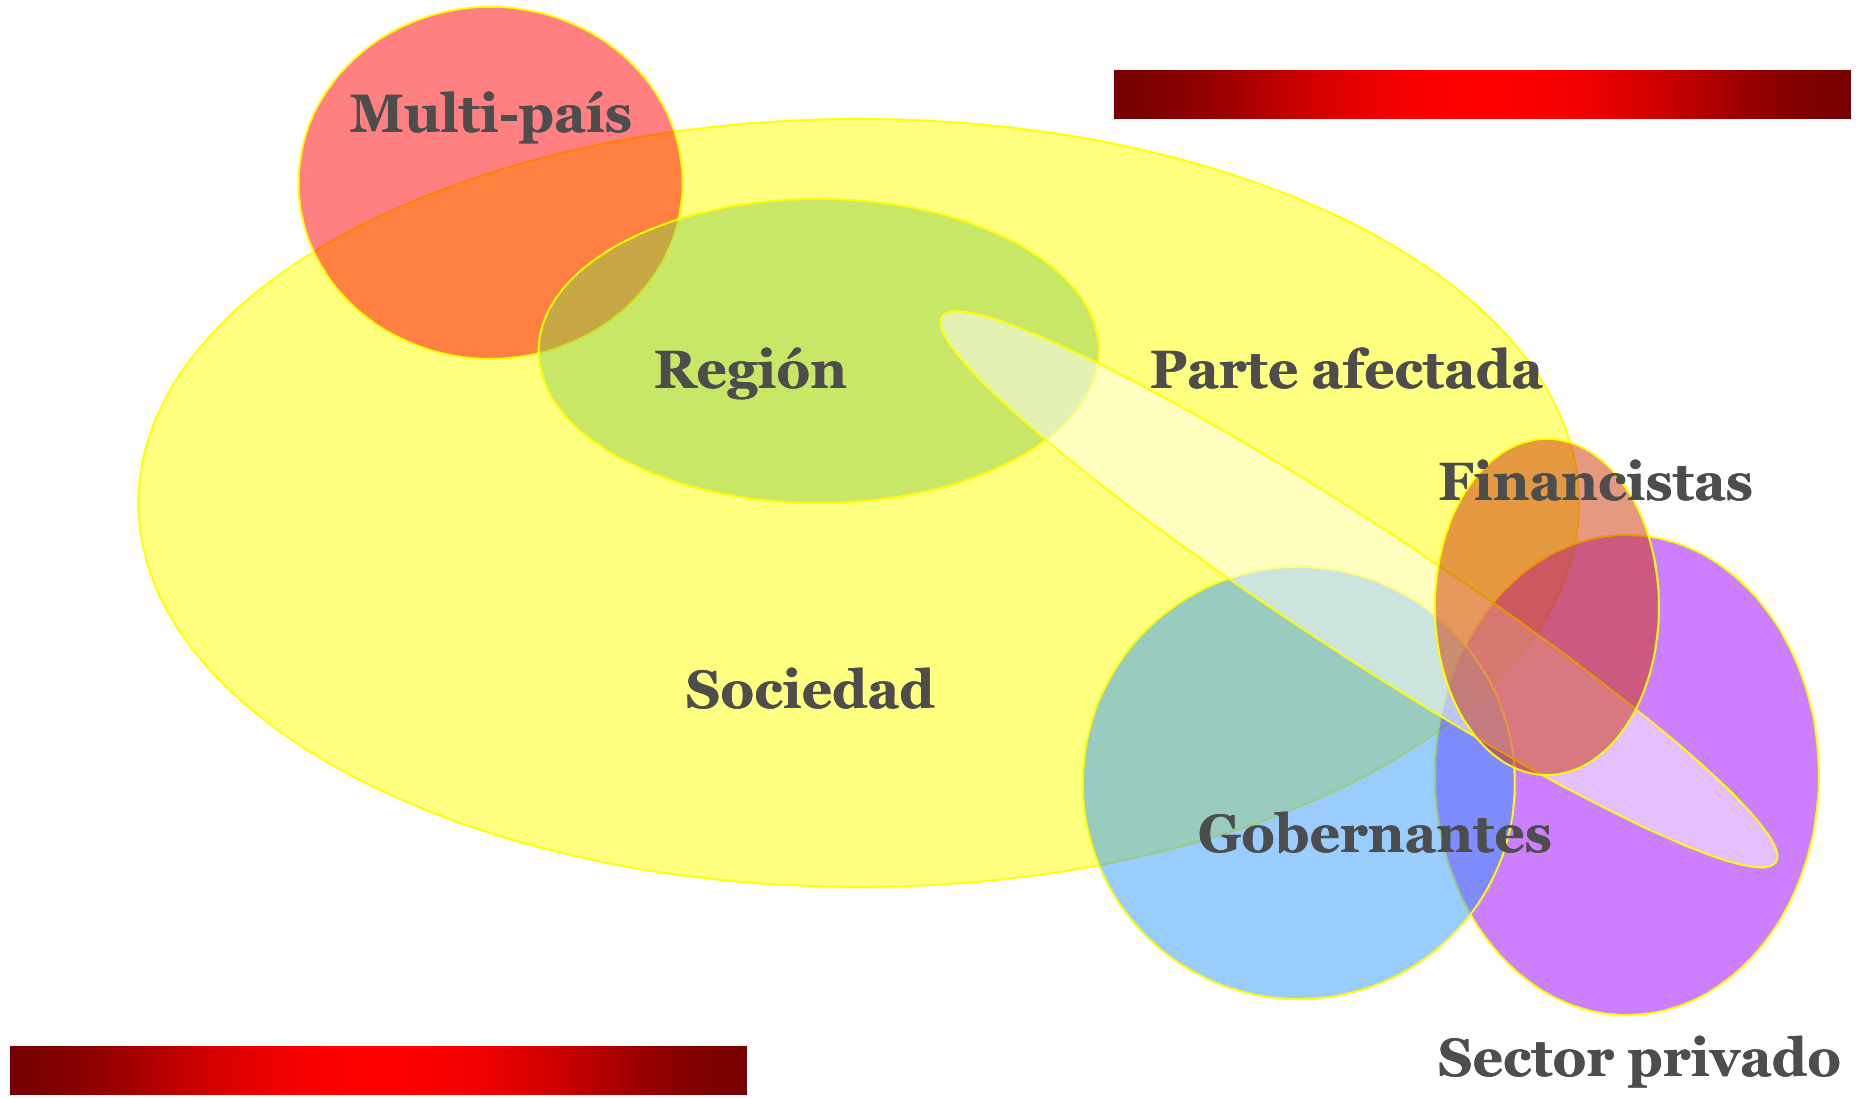 Multi-país
Región
Parte afectada
Financistas
Sociedad
Gobernantes
Sector privado